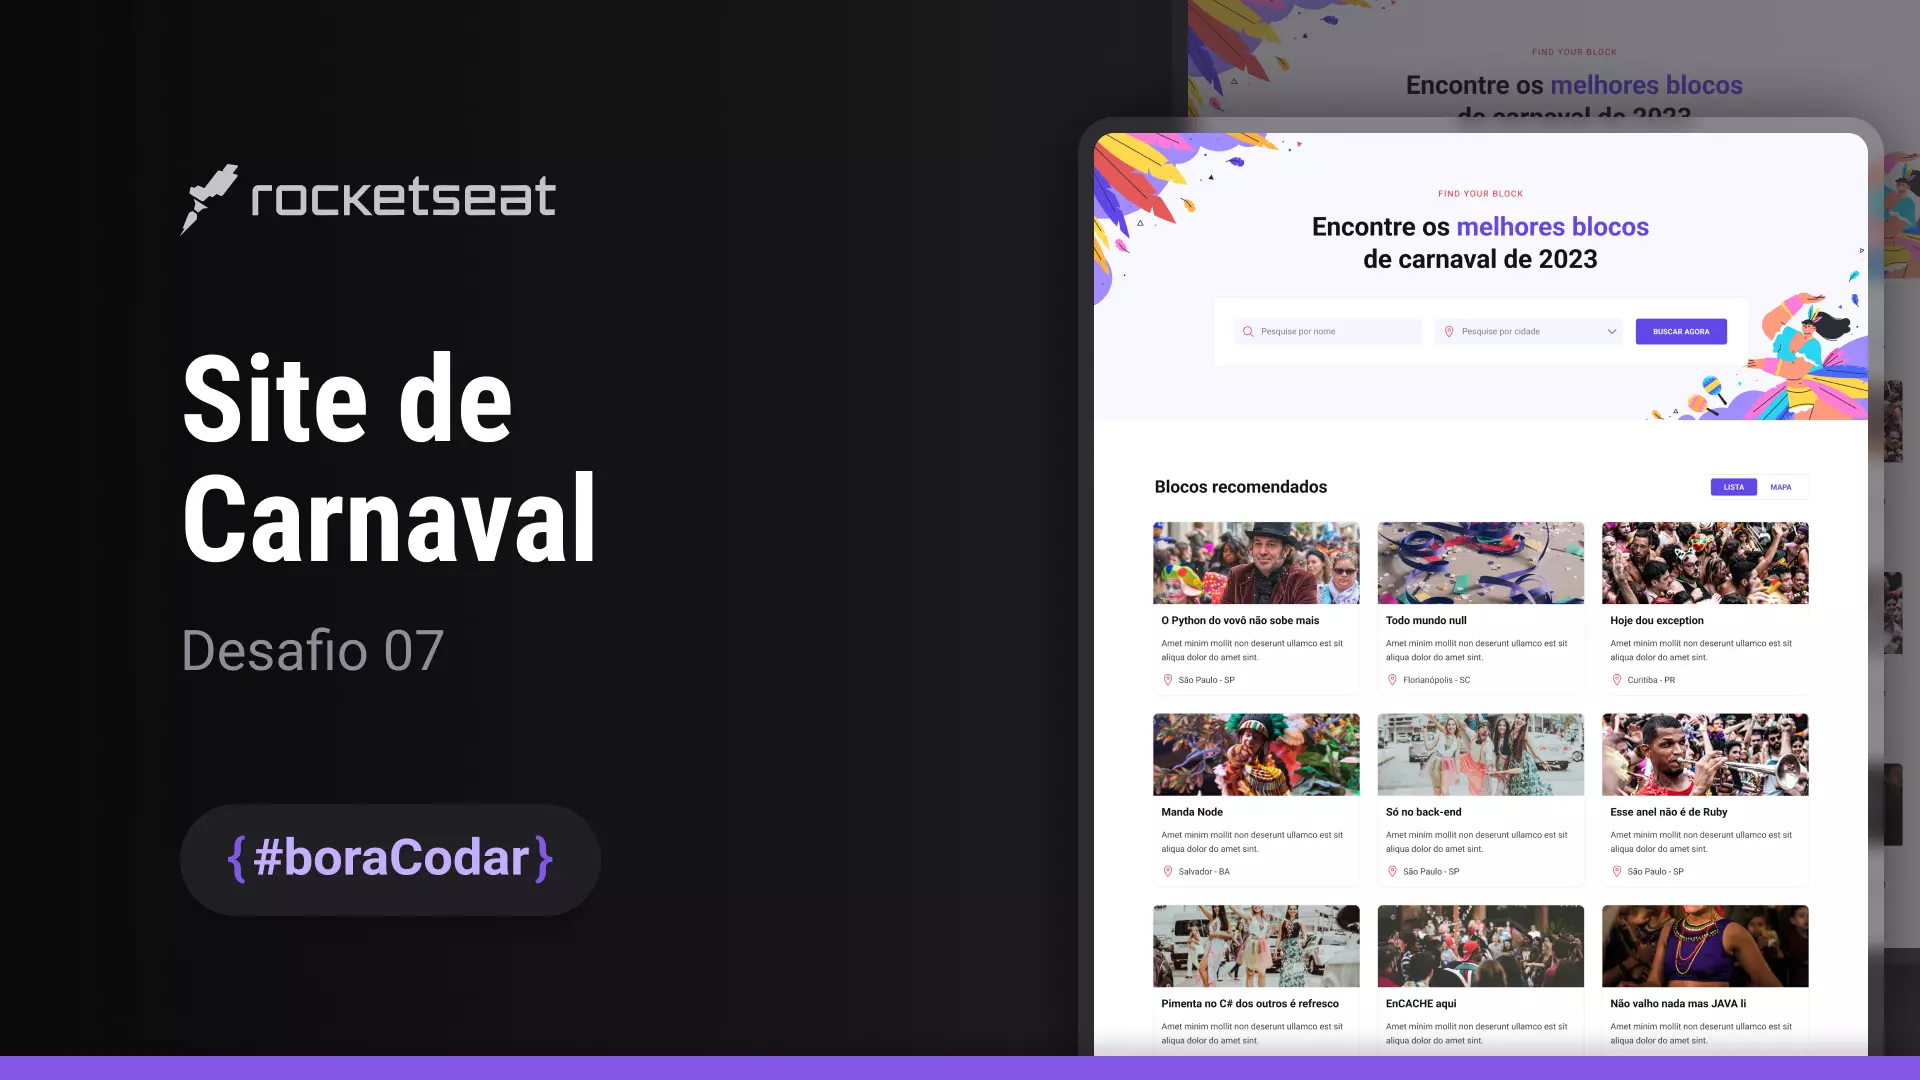 rocketseat
Site de
Carnaval
Desafio 07
{#boraCodar}
FIND YOUR BLOCK
Encontre os melhores blocos
de carnaval de 2023
FIND YOUR BLOCK
Encontre os melhores blocos
de carnaval de 2023
Pesquise por nome
Pesquise por cidade
BUSCAR AGORA
Blocos recomendados
LISTA
MAPA
O Python do vovô não sobe mais
Amet minim mollit non deserunt ullamco est sit
aliqua dolor do amet sint.
São Paulo - SP
Todo mundo null
Amet minim mollit non deserunt ullamco est sit
aliqua dolor do amet sint.
Florianópolis - SC
Hoje dou exception
Amet minim mollit non deserunt ullamco est sit
aliqua dolor do amet sint.
Curitiba - PR
Manda Node
Amet minim mollit non deserunt ullamco est sit
aliqua dolor do amet sint.
Salvador - BA
Só no back-end
Amet minim mollit non deserunt ullamco est sit
aliqua dolor do amet sint.
São Paulo - SP
Esse anel não é de Ruby
Amet minim mollit non deserunt ullamco est sit
aliqua dolor do amet sint.
São Paulo - SP
Pimenta no C# dos outros é refresco
Amet minim mollit non deserunt ullamco est sit
aliqua dolor do amet sint.
EnCACHE aqui
Amet minim mollit non deserunt ullamco est sit
aliqua dolor do amet sint.
Não valho nada mas JAVA li
Amet minim mollit non deserunt ullamco est sit
aliqua dolor do amet sint.